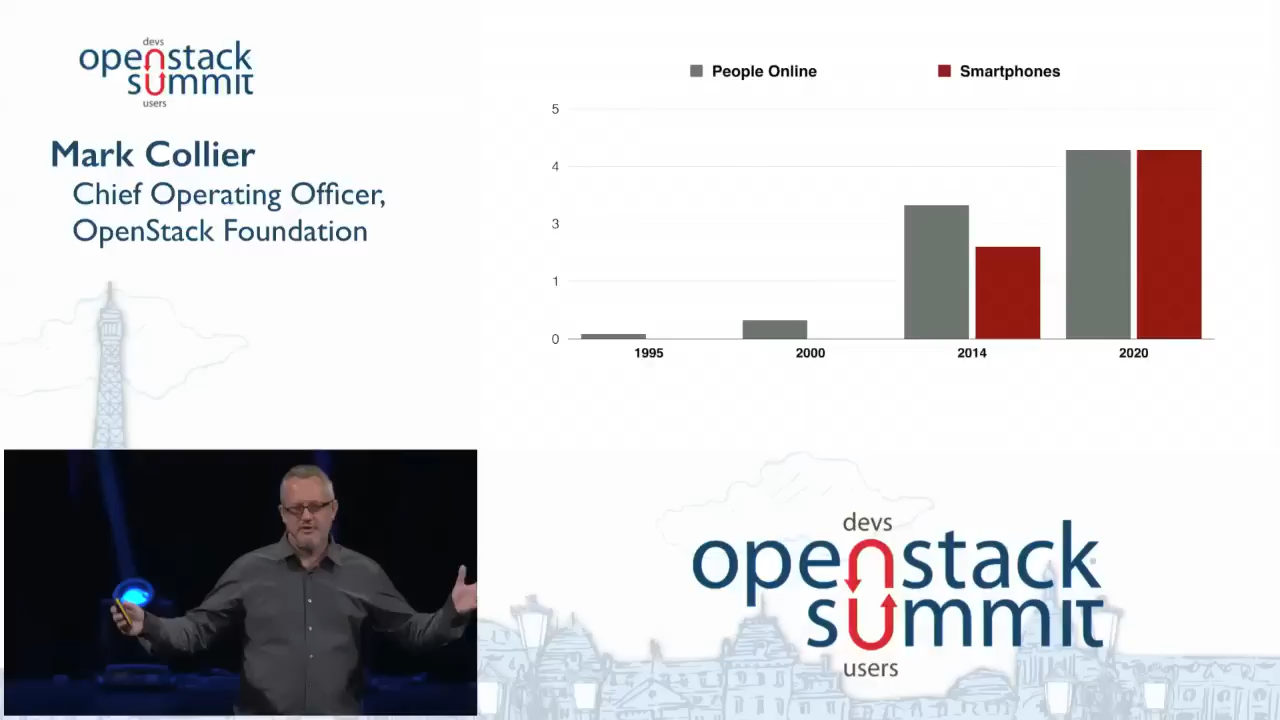 devs
openstack
summit
users
Mark Collier
Chief Operating Officer,
OpenStack Foundation
People Online
Smartphones
5
4
3
1
0
1995
2000
2014
2020
devs
openstack
summit
users